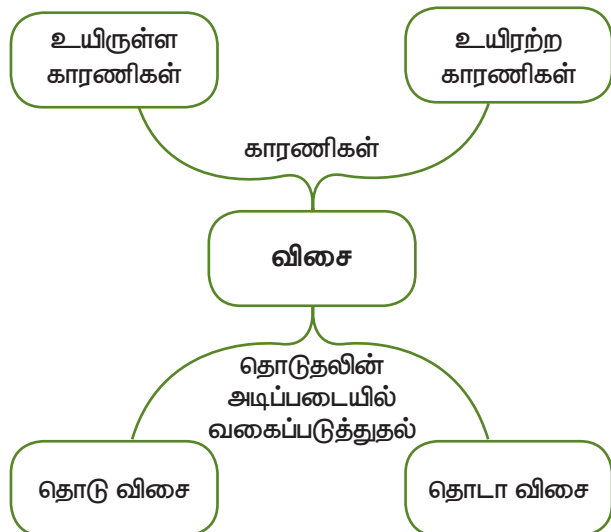 உயிருள்ள
காரணிகள்
உயிரற்ற
காரணிகள்
காரணிகள்
விசை
தொடுதலின்
அடிப்படையில்
வகைப்படுத்துதல்
தொடு விசை
தொடா விசை